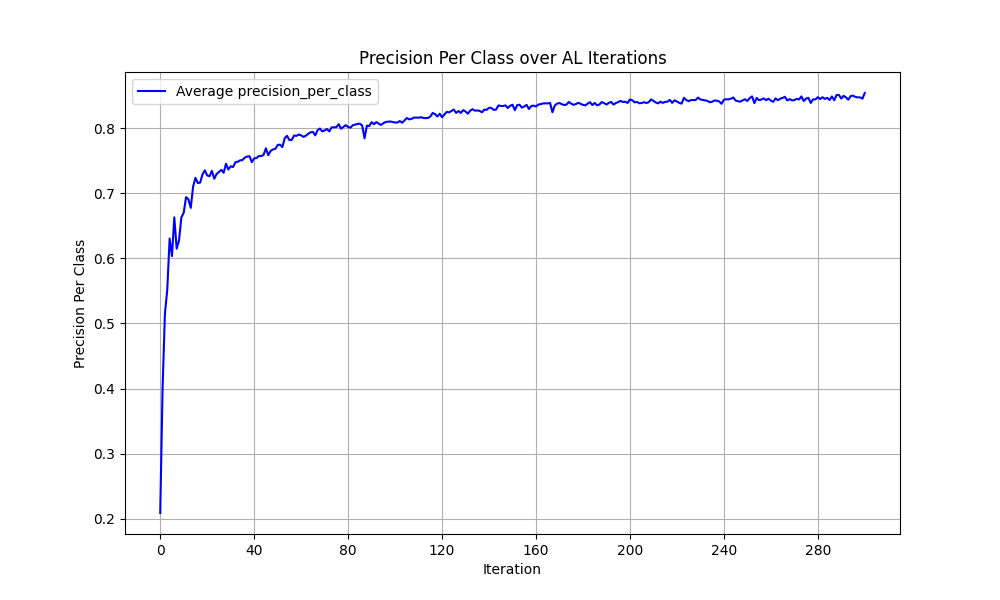 Precision Per Class over AL Iterations
Average precision_per_class
Precision Per Class
0.8
0.7
0.6
0.5
0.4
0.3
0.2
0 40 80 120 160 200 240 280
Iteration